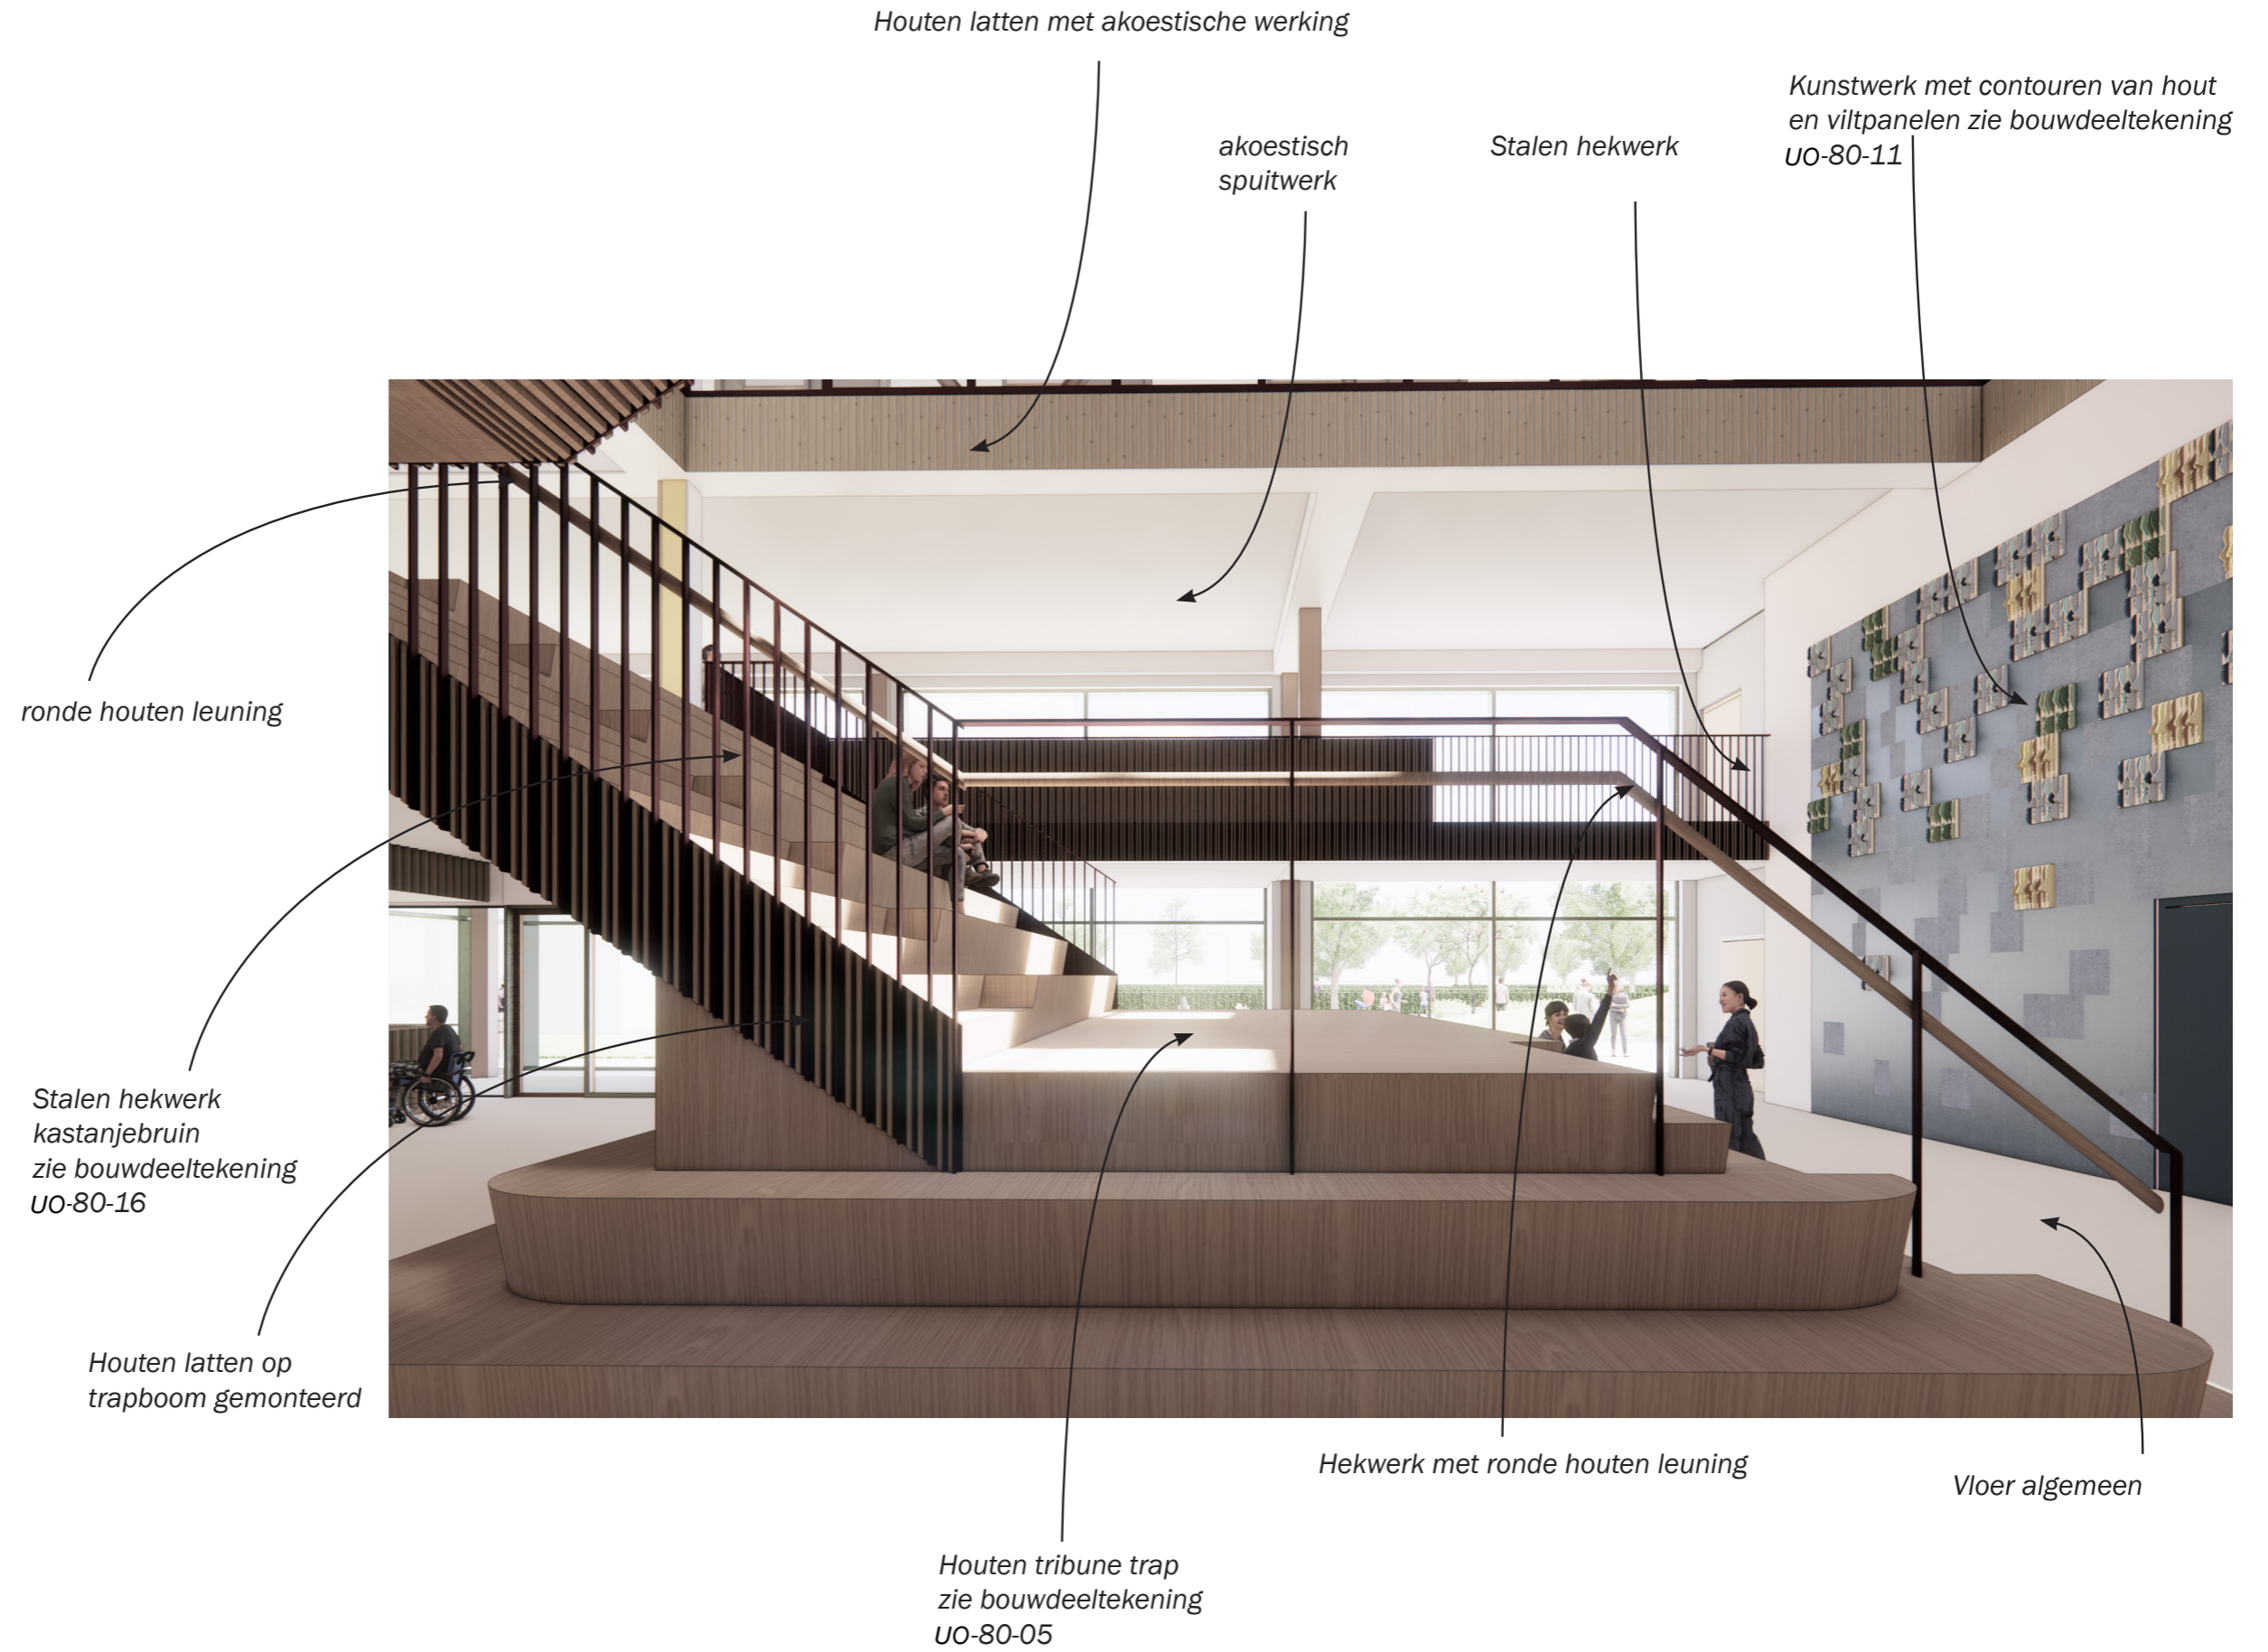 Houten latten met akoestische werking
Kunstwerk met contouren van hout
en viltpanelen zie bouwdeeltekening
UO-80-11
akoestisch
spuitwerk
Stalen hekwerk
ronde houten leuning
Stalen hekwerk
kastanjebruin
zie bouwdeeltekening
UO-80-16
Houten latten op
trapboom gemonteerd
Hekwerk met ronde houten leuning
Vloer algemeen
Houten tribune trap
zie bouwdeeltekening
UO-80-05